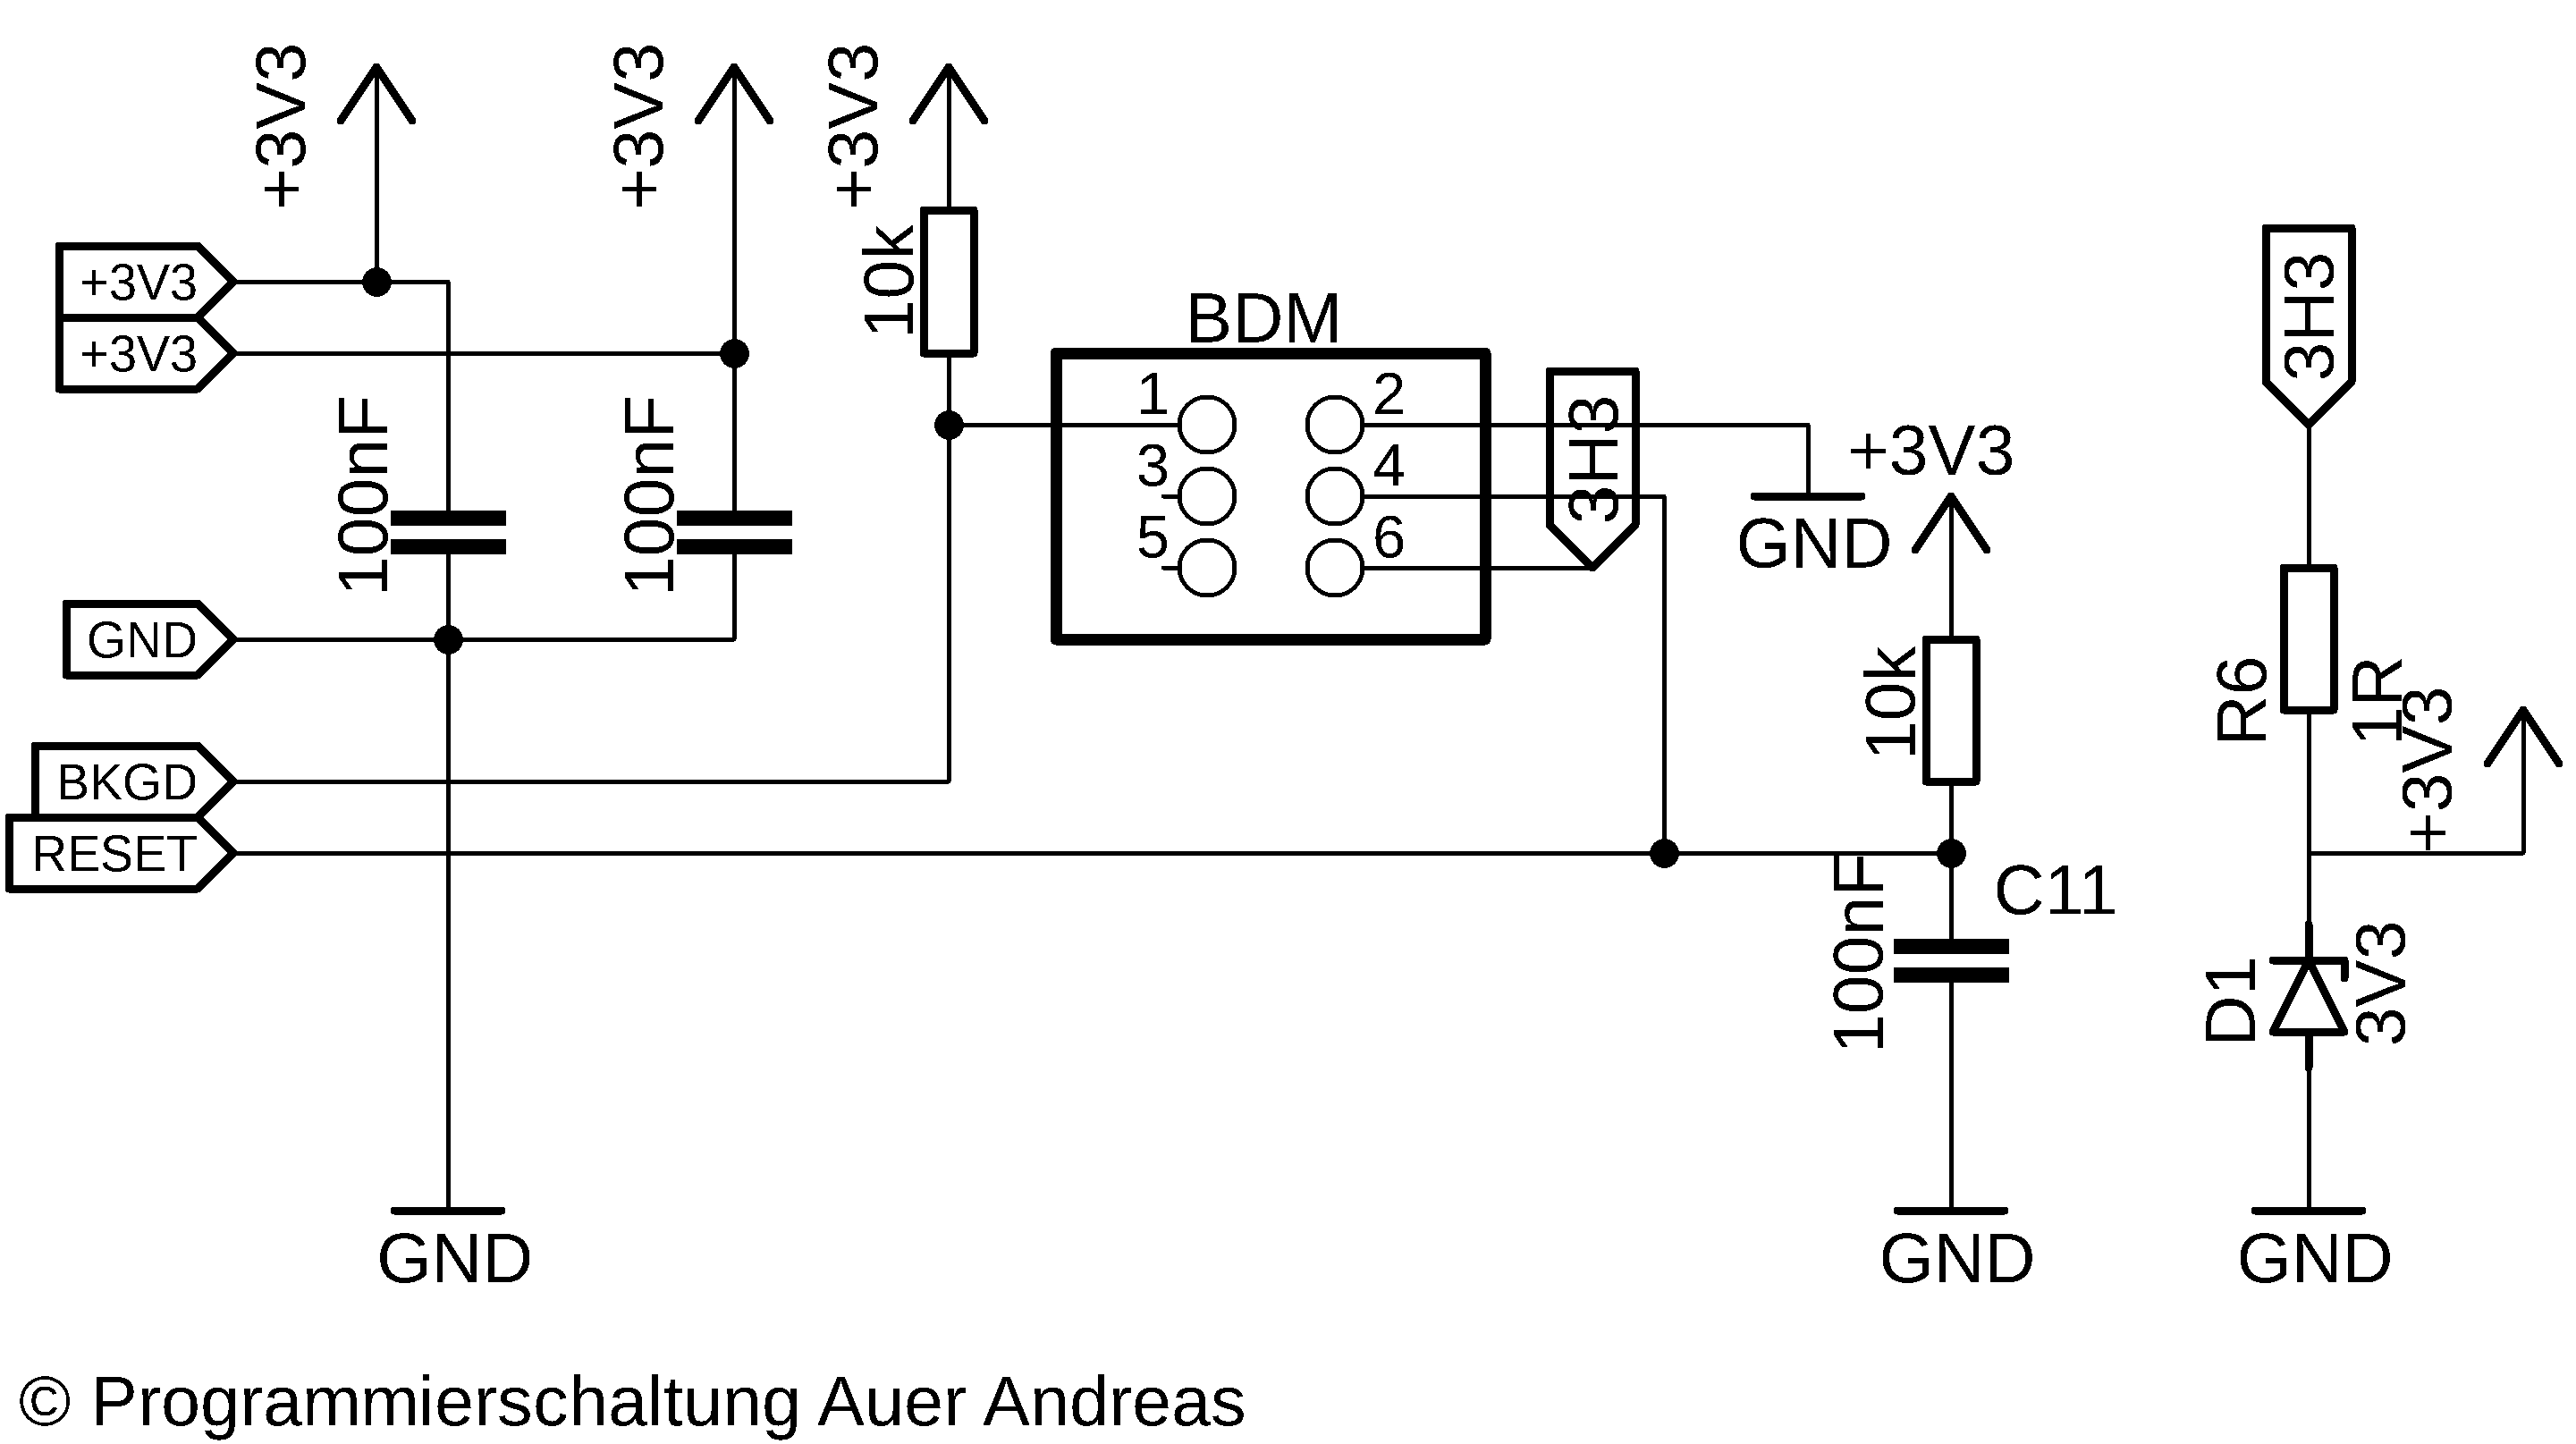 +3V3
+3V3
+3V3
+3V3
+3V3
10k
100nF
100nF
GND
BKGD
RESET
GND
BDM
1
2
3
4
5
6
3H3
GND
+3V3
10k
100nF
C11
GND
3H3
R6
1R
+3V3
D1
3V3
GND
© Programmierschaltung Auer Andreas